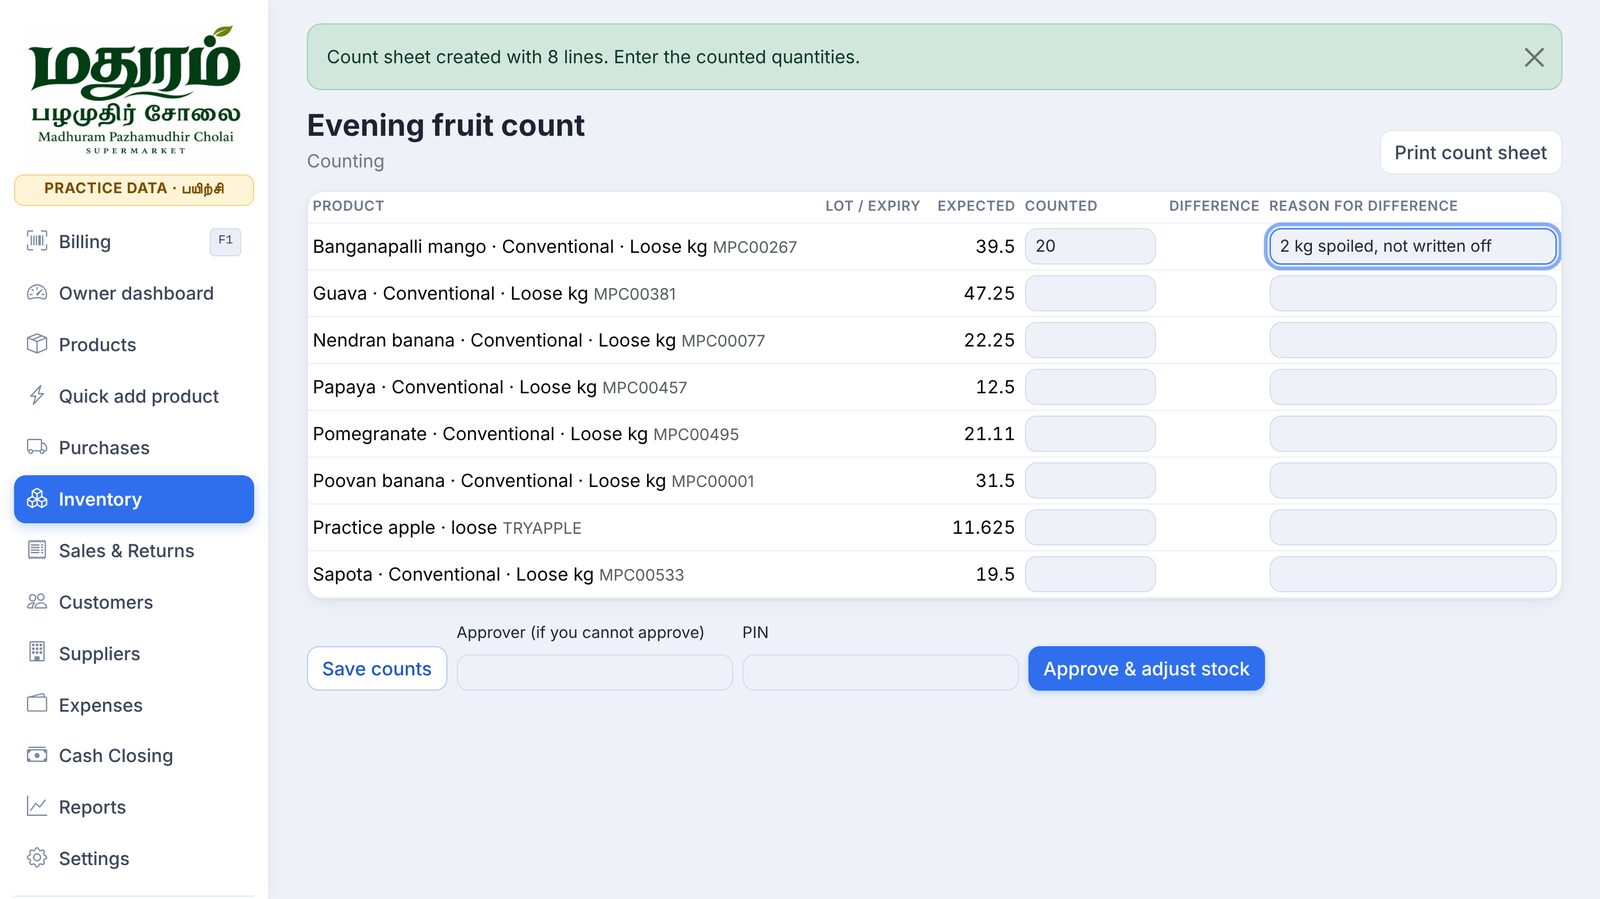 மதுரம்
பழமுதிர் சோலை
Madhuram Pazhamudhir Cholai
SUPERMARKET
PRACTICE DATA · பயிற்சி
Billing F1
Owner dashboard
Products
Quick add product
Purchases
Inventory
Sales & Returns
Customers
Suppliers
Expenses
Cash Closing
Reports
Settings
Count sheet created with 8 lines. Enter the counted quantities.
Evening fruit count
Counting
Print count sheet
PRODUCT LOT / EXPIRY EXPECTED COUNTED DIFFERENCE REASON FOR DIFFERENCE
Banganapalli mango · Conventional · Loose kg MPC00267 39.5 20 2 kg spoiled, not written off
Guava · Conventional · Loose kg MPC00381 47.25
Nendran banana · Conventional · Loose kg MPC00077 22.25
Papaya · Conventional · Loose kg MPC00457 12.5
Pomegranate · Conventional · Loose kg MPC00495 21.11
Poovan banana · Conventional · Loose kg MPC00001 31.5
Practice apple · loose TRYAPPLE 11.625
Sapota · Conventional · Loose kg MPC00533 19.5
Approver (if you cannot approve) PIN
Save counts Approve & adjust stock